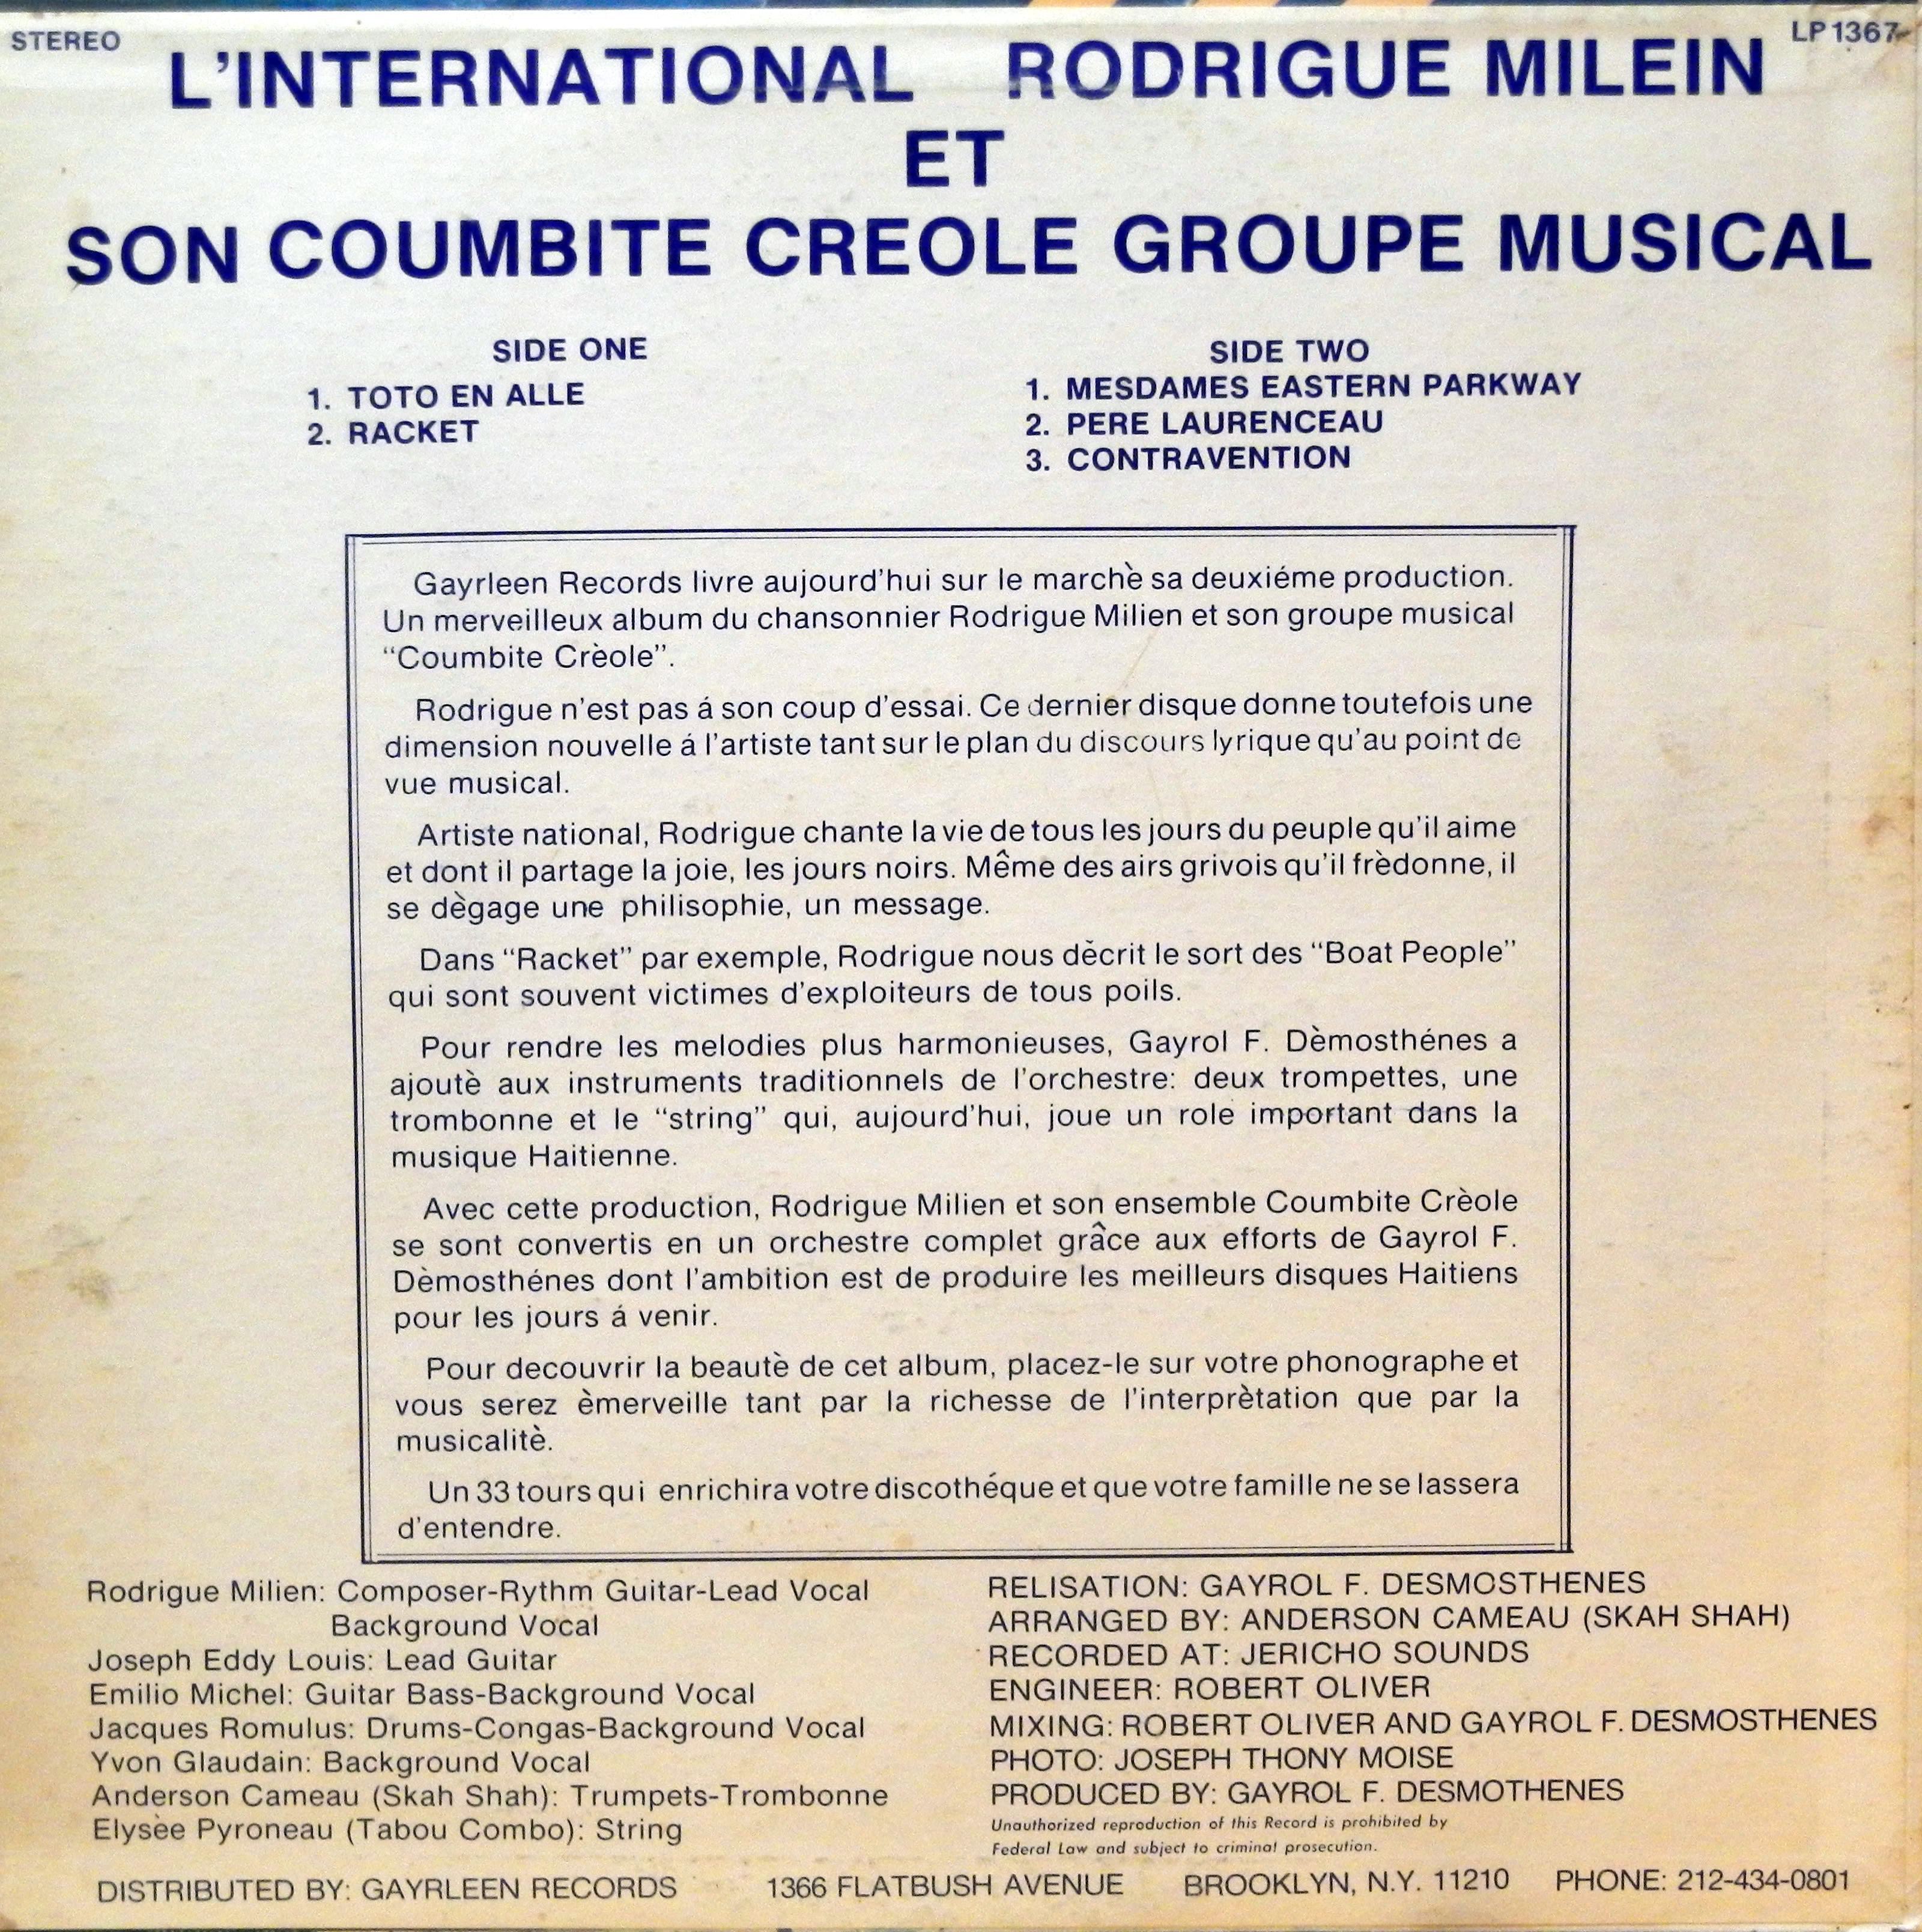 STEREO
LP 1367
L'INTERNATIONAL RODRIGUE MILEIN
ET
SON COUMBITE CREOLE GROUPE MUSICAL
SIDE ONE
1. TOTO EN ALLE
2. RACKET
SIDE TWO
1. MESDAMES EASTERN PARKWAY
2. PERE LAURENCEAU
3. CONTRAVENTION
Gayrleen Records livre aujourd'hui sur le marchè sa deuxiéme production.
Un merveilleux album du chansonnier Rodrigue Milien et son groupe musical
“Coumbite Crèole”.
Rodrigue n'est pas á son coup d'essai. Ce dernier disque donne toutefois une
dimension nouvelle á l'artiste tant sur le plan du discours lyrique qu'au point de
vue musical.
Artiste national, Rodrigue chante la vie de tous les jours du peuple qu'il aime
et dont il partage la joie, les jours noirs. Même des airs grivois qu'il frèdonne, il
se dègage une philisophie, un message.
Dans “Racket” par exemple, Rodrigue nous dècrit le sort des “Boat People”
qui sont souvent victimes d'exploiteurs de tous poils.
Pour rendre les melodies plus harmonieuses, Gayrol F. Dèmosthénes a
ajoutè aux instruments traditionnels de l'orchestre: deux trompettes, une
trombonne et le “string” qui, aujourd'hui, joue un role important dans la
musique Haitienne.
Avec cette production, Rodrigue Milien et son ensemble Coumbite Crèole
se sont convertis en un orchestre complet grâce aux efforts de Gayrol F.
Dèmosthénes dont l'ambition est de produire les meilleurs disques Haitiens
pour les jours á venir.
Pour decouvrir la beautè de cet album, placez-le sur votre phonographe et
vous serez èmerveille tant par la richesse de l'interprètation que par la
musicalitè.
Un 33 tours qui enrichira votre discothéque et que votre famille ne se lassera
d'entendre.
Rodrigue Milien: Composer-Rythm Guitar-Lead Vocal
Background Vocal
Joseph Eddy Louis: Lead Guitar
Emilio Michel: Guitar Bass-Background Vocal
Jacques Romulus: Drums-Congas-Background Vocal
Yvon Glaudain: Background Vocal
Anderson Cameau (Skah Shah): Trumpets-Trombonne
Elysèe Pyroneau (Tabou Combo): String
RELISATION: GAYROL F. DESMOSTHENES
ARRANGED BY: ANDERSON CAMEAU (SKAH SHAH)
RECORDED AT: JERICHO SOUNDS
ENGINEER: ROBERT OLIVER
MIXING: ROBERT OLIVER AND GAYROL F. DESMOSTHENES
PHOTO: JOSEPH THONY MOISE
PRODUCED BY: GAYROL F. DESMOTHENES
Unauthorized reproduction of this Record is prohibited by
Federal Law and subject to criminal prosecution.
DISTRIBUTED BY: GAYRLEEN RECORDS 1366 FLATBUSH AVENUE BROOKLYN, N.Y. 11210 PHONE: 212-434-0801